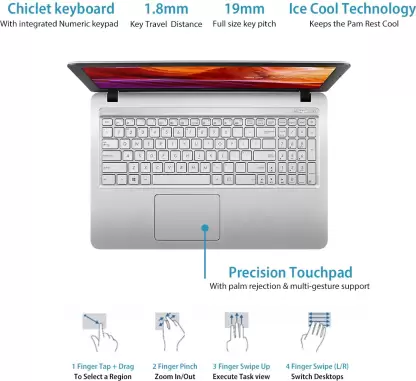 Chiclet keyboard
With integrated Numeric keypad
1.8mm
Key Travel Distance
19mm
Full size key pitch
Ice Cool Technology
Keeps the Pam Rest Cool
Precision Touchpad
With palm rejection & multi-gesture support
1 Finger Tap + Drag
To Select a Region
2 Finger Pinch
Zoom In/Out
3 Finger Swipe Up
Execute Task view
4 Finger Swipe (L/R)
Switch Desktops